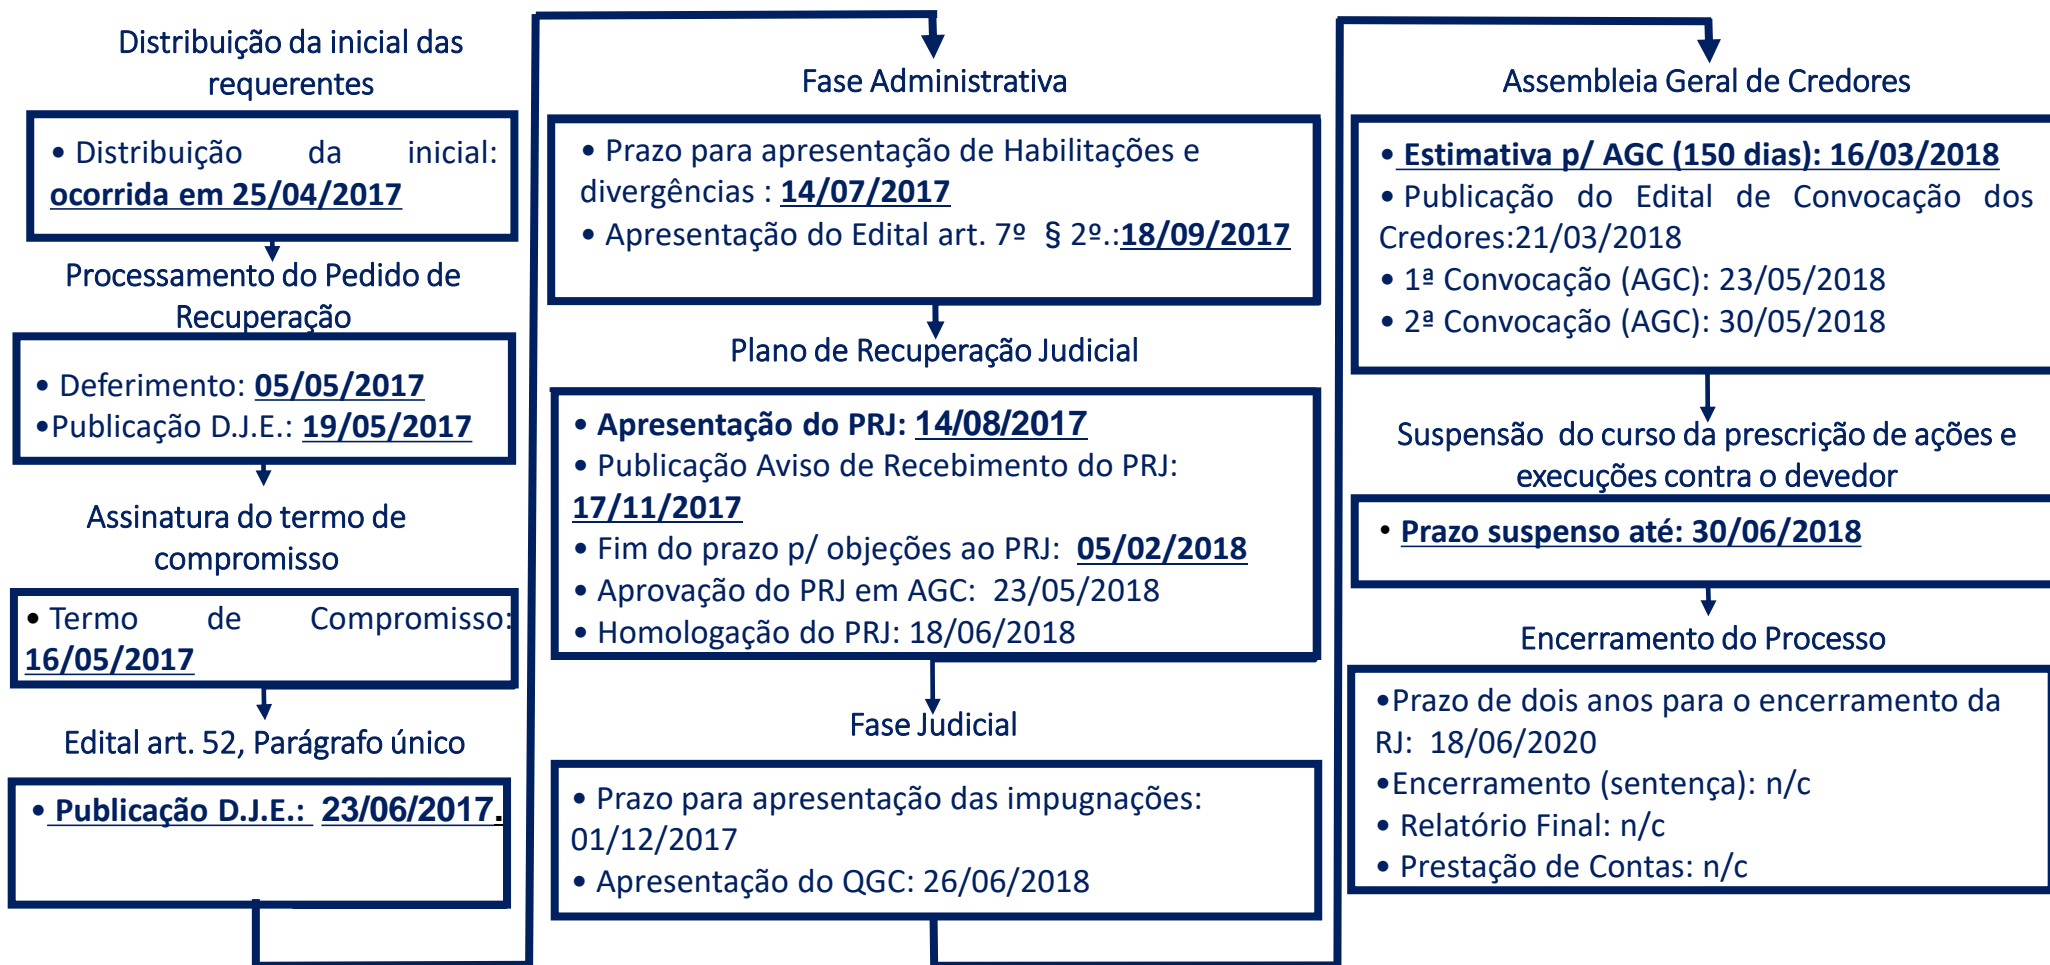 Distribuição da inicial das
requerentes
• Distribuição da inicial:
ocorrida em 25/04/2017
Processamento do Pedido de
Recuperação
• Deferimento: 05/05/2017
•Publicação D.J.E.: 19/05/2017
Assinatura do termo de
compromisso
• Termo de Compromisso:
16/05/2017
Edital art. 52, Parágrafo único
• Publicação D.J.E.: 23/06/2017.
Fase Administrativa
• Prazo para apresentação de Habilitações e
divergências : 14/07/2017
• Apresentação do Edital art. 7º § 2º.:18/09/2017
Plano de Recuperação Judicial
• Apresentação do PRJ: 14/08/2017
• Publicação Aviso de Recebimento do PRJ:
17/11/2017
• Fim do prazo p/ objeções ao PRJ: 05/02/2018
• Aprovação do PRJ em AGC: 23/05/2018
• Homologação do PRJ: 18/06/2018
Fase Judicial
• Prazo para apresentação das impugnações:
01/12/2017
• Apresentação do QGC: 26/06/2018
Assembleia Geral de Credores
• Estimativa p/ AGC (150 dias): 16/03/2018
• Publicação do Edital de Convocação dos
Credores:21/03/2018
• 1ª Convocação (AGC): 23/05/2018
• 2ª Convocação (AGC): 30/05/2018
Suspensão do curso da prescrição de ações e
execuções contra o devedor
• Prazo suspenso até: 30/06/2018
Encerramento do Processo
•Prazo de dois anos para o encerramento da
RJ: 18/06/2020
•Encerramento (sentença): n/c
• Relatório Final: n/c
• Prestação de Contas: n/c